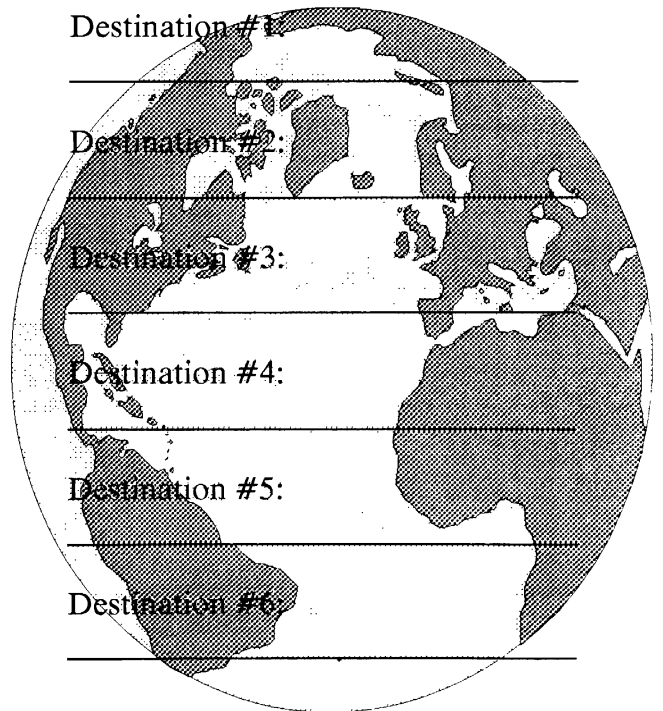 Destination #1:
Destination #2:
Destination #3:
Destination #4:
Destination #5:
Destination #6: